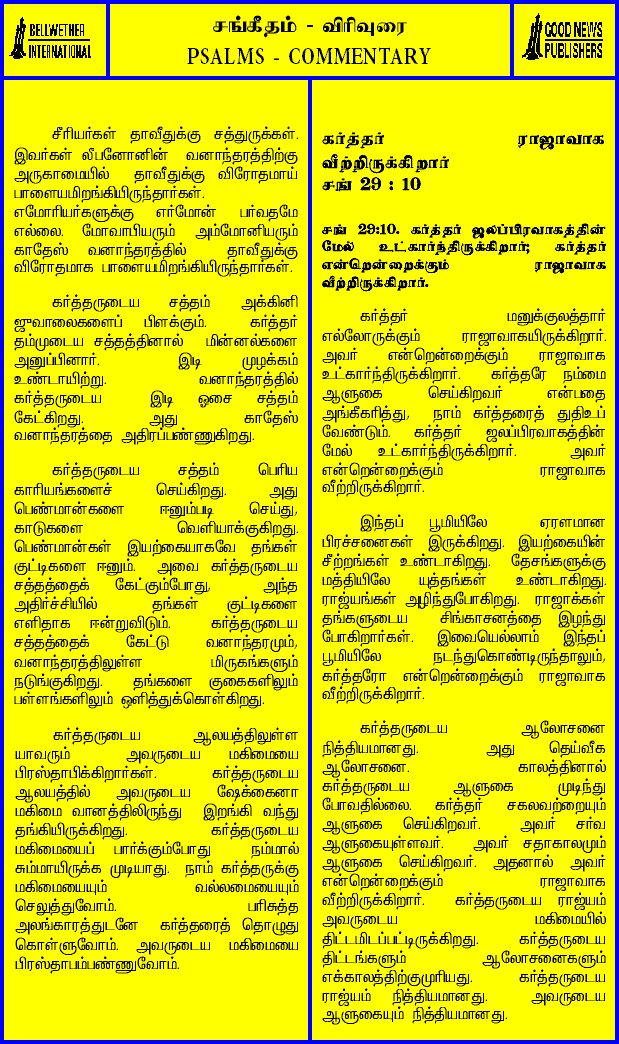 BELLWETHER
INTERNATIONAL
சங்கீதம் - விரிவுரை
PSALMS - COMMENTARY
GOOD NEWS
PUBLISHERS
சீரியர்கள் தாவீதுக்கு சத்துருக்கள்.
இவர்கள் லீபனோனின் வனாந்தரத்திற்கு
அருகாமையில் தாவீதுக்கு விரோதமாய்
பாளையமிறங்கியிருந்தார்கள்.
எமோரியர்களுக்கு எர்மோன் பர்வதமே
எல்லை. மோவாபியரும் அம்மோனியரும்
காதேஸ் வனாந்தரத்தில் தாவீதுக்கு
விரோதமாக பாளையமிறங்கியிருந்தார்கள்.
கர்த்தருடைய சத்தம் அக்கினி
ஜுவாலைகளைப் பிளக்கும். கர்த்தர்
தம்முடைய சத்தத்தினால் மின்னல்களை
அனுப்பினார். இடி முழக்கம்
உண்டாயிற்று. வனாந்தரத்தில்
கர்த்தருடைய இடி ஓசை சத்தம்
கேட்கிறது. அது காதேஸ்
வனாந்தரத்தை அதிரப்பண்ணுகிறது.
கர்த்தருடைய சத்தம் பெரிய
காரியங்களைச் செய்கிறது. அது
பெண்மான்களை ஈனும்படி செய்து,
காடுகளை வெளியாக்குகிறது.
பெண்மான்கள் இயற்கையாகவே தங்கள்
குட்டிகளை ஈனும். அவை கர்த்தருடைய
சத்தத்தைக் கேட்கும்போது, அந்த
அதிர்ச்சியில் தங்கள் குட்டிகளை
எளிதாக ஈன்றுவிடும். கர்த்தருடைய
சத்தத்தைக் கேட்டு வனாந்தரமும்,
வனாந்தரத்திலுள்ள மிருகங்களும்
நடுங்குகிறது. தங்களை குகைகளிலும்
பள்ளங்களிலும் ஒளித்துக்கொள்கிறது.
கர்த்தருடைய ஆலயத்திலுள்ள
யாவரும் அவருடைய மகிமையை
பிரஸ்தாபிக்கிறார்கள். கர்த்தருடைய
ஆலயத்தில் அவருடைய ஷேக்கைனா
மகிமை வானத்திலிருந்து இறங்கி வந்து
தங்கியிருக்கிறது. கர்த்தருடைய
மகிமையைப் பார்க்கும்போது நம்மால்
சும்மாயிருக்க முடியாது. நாம் கர்த்தருக்கு
மகிமையையும் வல்லமையையும்
செலுத்துவோம். பரிசுத்த
அலங்காரத்துடனே கர்த்தரைத் தொழுது
கொள்ளுவோம். அவருடைய மகிமையை
பிரஸ்தாபம்பண்ணுவோம்.
கர்த்தர் ராஜாவாக
வீற்றிருக்கிறார்
சங் 29 : 10
சங் 29:10. கர்த்தர் ஜலப்பிரவாகத்தின்
மேல் உட்கார்ந்திருக்கிறார்; கர்த்தர்
என்றென்றைக்கும் ராஜாவாக
வீற்றிருக்கிறார்.
கர்த்தர் மனுக்குலத்தார்
எல்லோருக்கும் ராஜாவாகயிருக்கிறார்.
அவர் என்றென்றைக்கும் ராஜாவாக
உட்கார்ந்திருக்கிறார். கர்த்தரே நம்மை
ஆளுகை செய்கிறவர் என்பதை
அங்கீகரித்து, நாம் கர்த்தரைத் துதிஉப்
வேண்டும். கர்த்தர் ஜலப்பிரவாகத்தின்
மேல் உட்கார்ந்திருக்கிறார். அவர்
என்றென்றைக்கும் ராஜாவாக
வீற்றிருக்கிறார்.
இந்தப் பூமியிலே ஏரளமான
பிரச்சனைகள் இருக்கிறது. இயற்கையின்
சீற்றங்கள் உண்டாகிறது. தேசங்களுக்கு
மத்தியிலே யுத்தங்கள் உண்டாகிறது.
ராஜ்யங்கள் அழிந்துபோகிறது. ராஜாக்கள்
தங்களுடைய சிங்காசனத்தை இழந்து
போகிறார்கள். இவையெல்லாம் இந்தப்
பூமியிலே நடந்துகொண்டிருந்தாலும்,
கர்த்தரோ என்றென்றைக்கும் ராஜாவாக
வீற்றிருக்கிறார்.
கர்த்தருடைய ஆலோசனை
நித்தியமானது. அது தெய்வீக
ஆலோசனை. காலத்தினால்
கர்த்தருடைய ஆளுகை முடிந்து
போவதில்லை. கர்த்தர் சகலவற்றையும்
ஆளுகை செய்கிறவர். அவர் சர்வ
ஆளுகையுள்ளவர். அவர் சதாகாலமும்
ஆளுகை செய்கிறவர். அதனால் அவர்
என்றென்றைக்கும் ராஜாவாக
வீற்றிருக்கிறார். கர்த்தருடைய ராஜ்யம்
அவருடைய மகிமையில்
திட்டமிடப்பட்டிருக்கிறது. கர்த்தருடைய
திட்டங்களும் ஆலோசனைகளும்
எக்காலத்திற்குமுரியது. கர்த்தருடைய
ராஜ்யம் நித்தியமானது. அவருடைய
ஆளுகையும் நித்தியமானது.